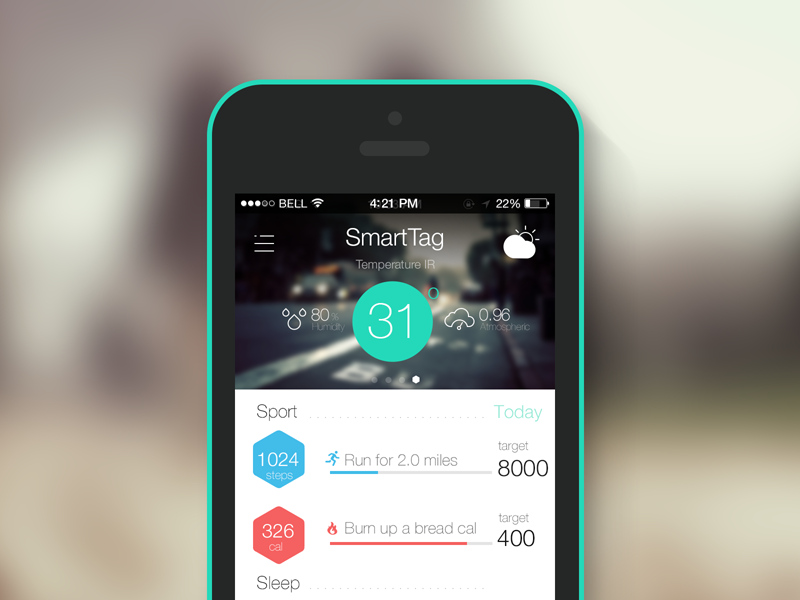 BELL 4:21 PM 22%
SmartTag
Temperature IR
31°
80 %
Humidty
0.96
Atmospheric
Sport Today
1024
steps
Run for 2.0 miles
target
8000
326
cal
Burn up a bread cal
target
400
Sleep